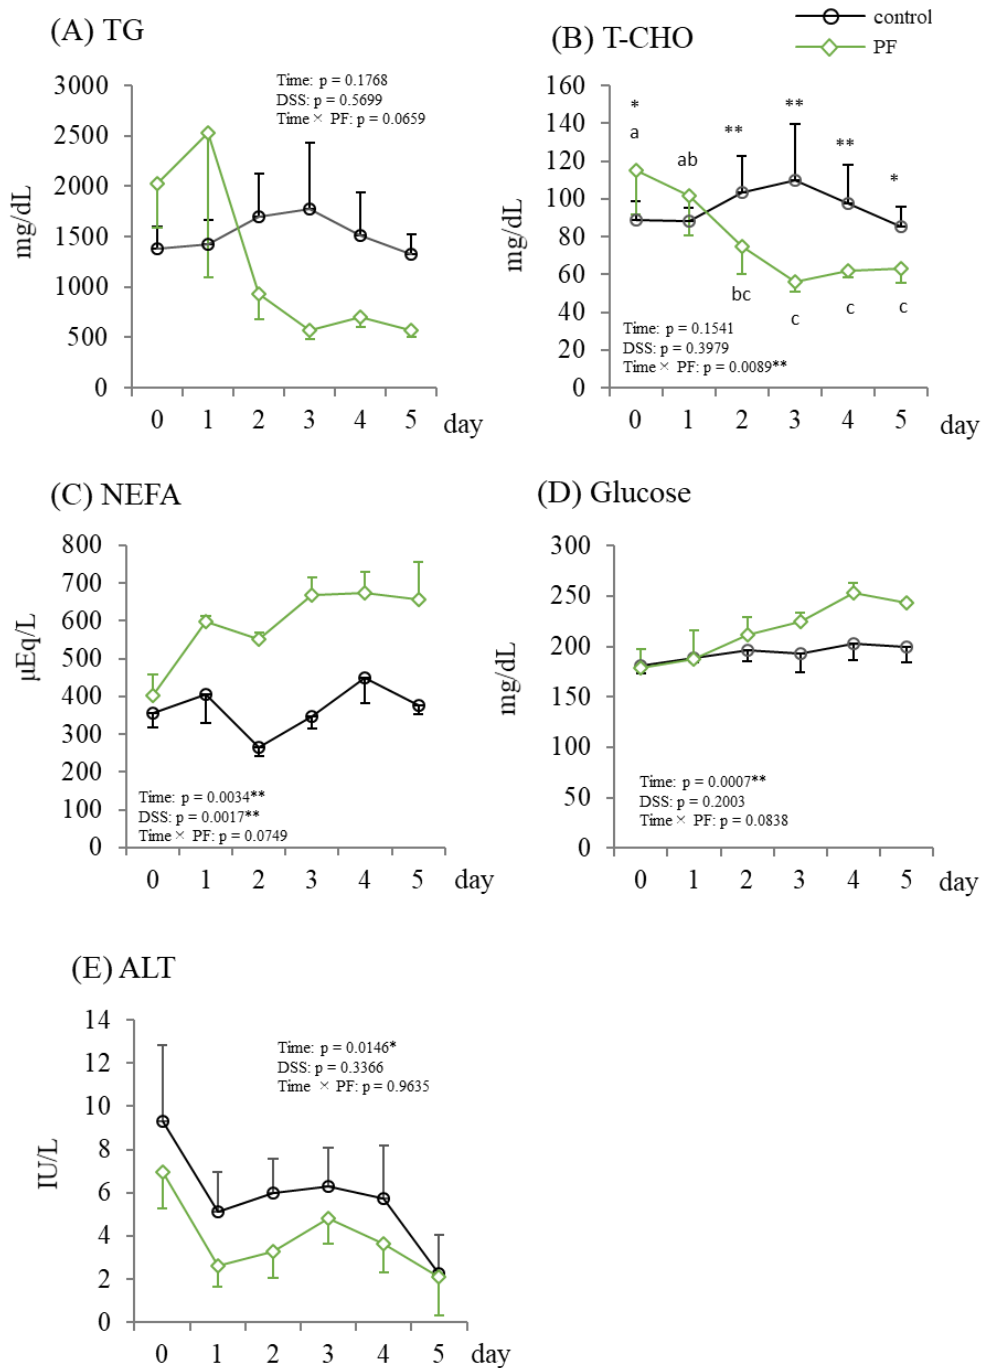 (A) TG
(B) T-CHO
control
PF
Time: p = 0.1768
DSS: p = 0.5699
Time × PF: p = 0.0659
3000
2500
2000
1500
1000
500
0
mg/dL
0 1 2 3 4 5 day
160
140
120
100
80
60
40
20
0
mg/dL
* ** ** ** *
a ab bc c c c
Time: p = 0.1541
DSS: p = 0.3979
Time × PF: p = 0.0089**
0 1 2 3 4 5 day
(C) NEFA
(D) Glucose
800
700
600
500
400
300
200
100
0
µEq/L
Time: p = 0.0034**
DSS: p = 0.0017**
Time × PF: p = 0.0749
0 1 2 3 4 5 day
300
250
200
150
100
50
0
mg/dL
Time: p = 0.0007**
DSS: p = 0.2003
Time × PF: p = 0.0838
0 1 2 3 4 5 day
(E) ALT
14
12
10
8
6
4
2
0
IU/L
Time: p = 0.0146*
DSS: p = 0.3366
Time × PF: p = 0.9635
0 1 2 3 4 5 day